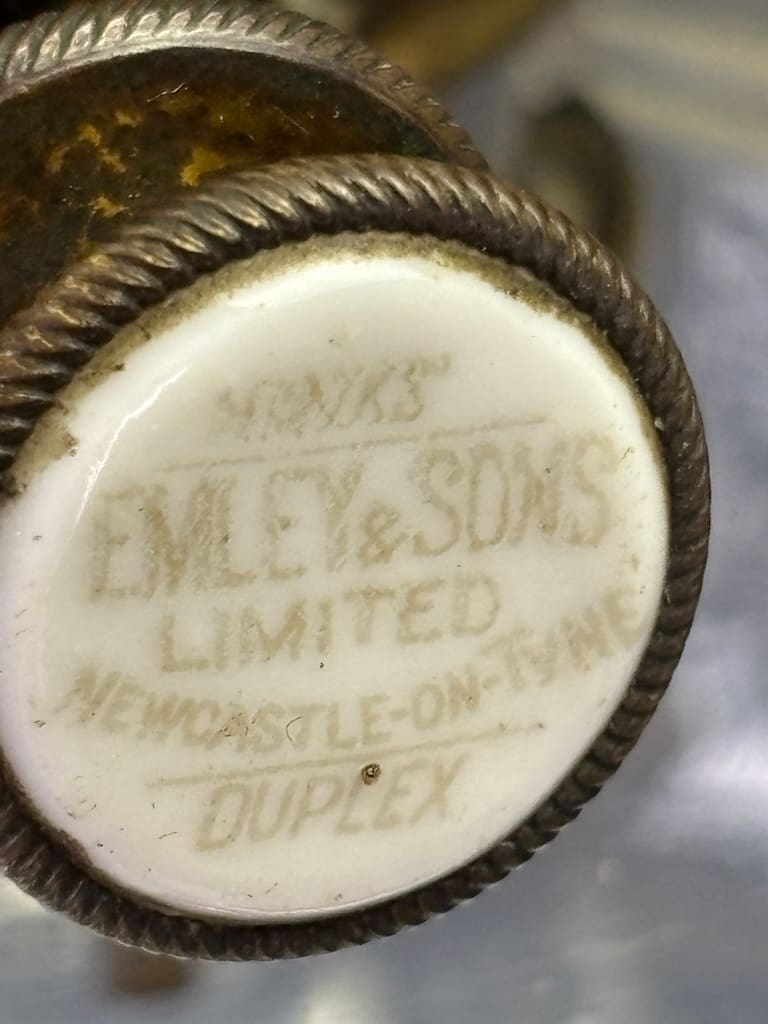 MONKS'
EMLEY & SONS
LIMITED
NEWCASTLE-ON-TYNE
DUPLEX